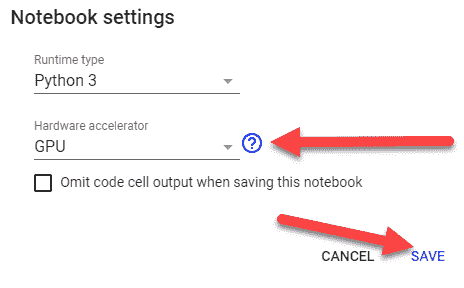 Notebook settings
Runtime type
Python 3
Hardware accelerator
GPU
?
Omit code cell output when saving this notebook
CANCEL SAVE